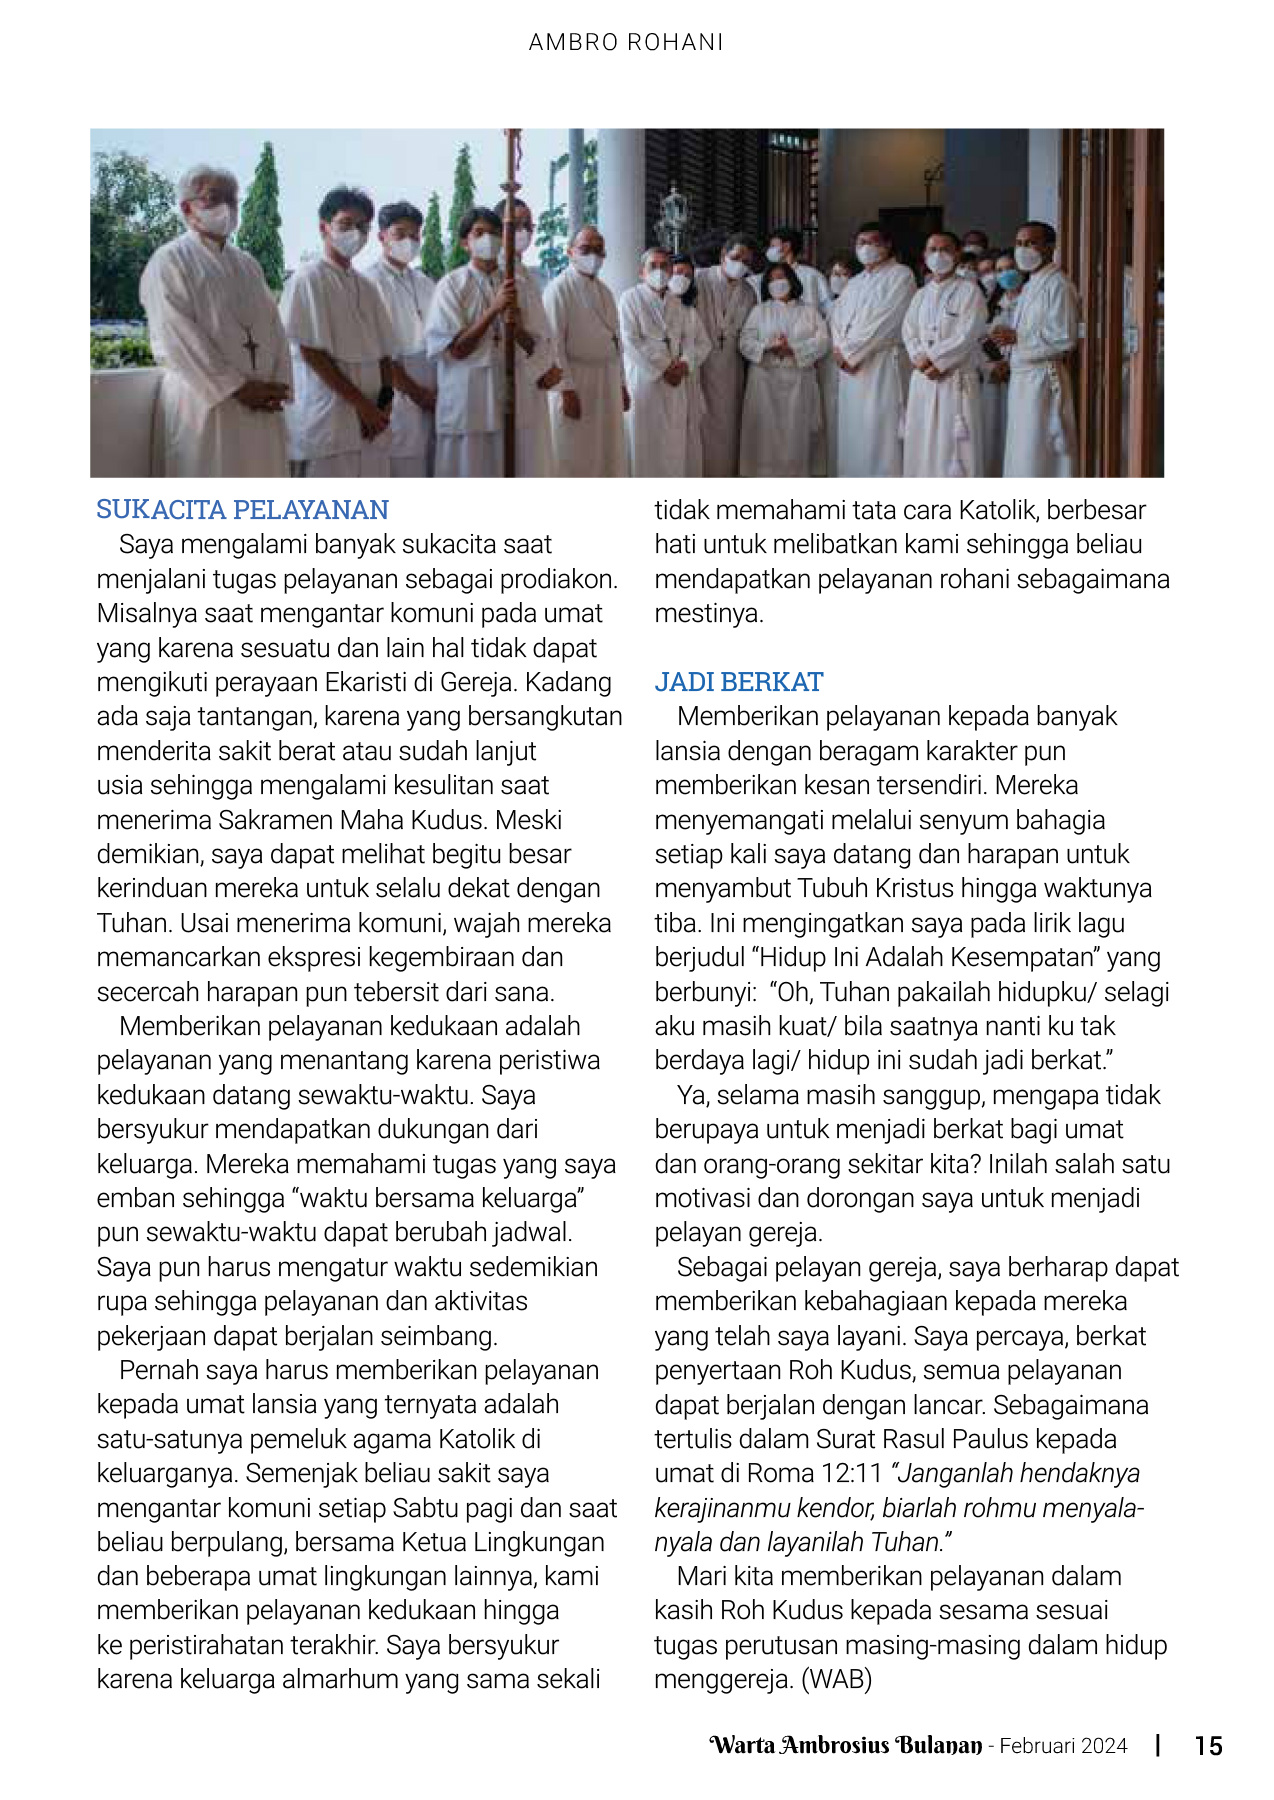 AMBRO ROHANI
SUKACITA PELAYANAN
Saya mengalami banyak sukacita saat
menjalani tugas pelayanan sebagai prodiakon.
Misalnya saat mengantar komuni pada umat
yang karena sesuatu dan lain hal tidak dapat
mengikuti perayaan Ekaristi di Gereja. Kadang
ada saja tantangan, karena yang bersangkutan
menderita sakit berat atau sudah lanjut
usia sehingga mengalami kesulitan saat
menerima Sakramen Maha Kudus. Meski
demikian, saya dapat melihat begitu besar
kerinduan mereka untuk selalu dekat dengan
Tuhan. Usai menerima komuni, wajah mereka
memancarkan ekspresi kegembiraan dan
secercah harapan pun tebersit dari sana.
Memberikan pelayanan kedukaan adalah
pelayanan yang menantang karena peristiwa
kedukaan datang sewaktu-waktu. Saya
bersyukur mendapatkan dukungan dari
keluarga. Mereka memahami tugas yang saya
emban sehingga “waktu bersama keluarga”
pun sewaktu-waktu dapat berubah jadwal.
Saya pun harus mengatur waktu sedemikian
rupa sehingga pelayanan dan aktivitas
pekerjaan dapat berjalan seimbang.
Pernah saya harus memberikan pelayanan
kepada umat lansia yang ternyata adalah
satu-satunya pemeluk agama Katolik di
keluarganya. Semenjak beliau sakit saya
mengantar komuni setiap Sabtu pagi dan saat
beliau berpulang, bersama Ketua Lingkungan
dan beberapa umat lingkungan lainnya, kami
memberikan pelayanan kedukaan hingga
ke peristirahatan terakhir. Saya bersyukur
karena keluarga almarhum yang sama sekali
tidak memahami tata cara Katolik, berbesar
hati untuk melibatkan kami sehingga beliau
mendapatkan pelayanan rohani sebagaimana
mestinya.
JADI BERKAT
Memberikan pelayanan kepada banyak
lansia dengan beragam karakter pun
memberikan kesan tersendiri. Mereka
menyemangati melalui senyum bahagia
setiap kali saya datang dan harapan untuk
menyambut Tubuh Kristus hingga waktunya
tiba. Ini mengingatkan saya pada lirik lagu
berjudul “Hidup Ini Adalah Kesempatan” yang
berbunyi:  “Oh, Tuhan pakailah hidupku/ selagi
aku masih kuat/ bila saatnya nanti ku tak
berdaya lagi/ hidup ini sudah jadi berkat.”
Ya, selama masih sanggup, mengapa tidak
berupaya untuk menjadi berkat bagi umat
dan orang-orang sekitar kita? Inilah salah satu
motivasi dan dorongan saya untuk menjadi
pelayan gereja.
Sebagai pelayan gereja, saya berharap dapat
memberikan kebahagiaan kepada mereka
yang telah saya layani. Saya percaya, berkat
penyertaan Roh Kudus, semua pelayanan
dapat berjalan dengan lancar. Sebagaimana
tertulis dalam Surat Rasul Paulus kepada
umat di Roma 12:11 “Janganlah hendaknya
kerajinanmu kendor, biarlah rohmu menyala-
nyala dan layanilah Tuhan.”
Mari kita memberikan pelayanan dalam
kasih Roh Kudus kepada sesama sesuai
tugas perutusan masing-masing dalam hidup
menggereja. (WAB)
Warta Ambrosius Bulanan - Februari 2024 | 15